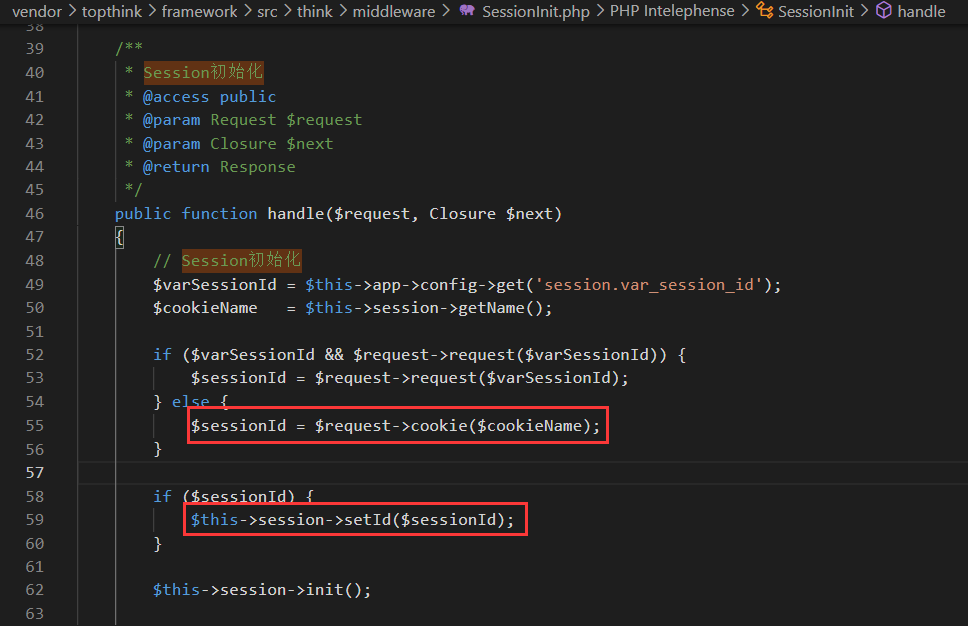 vendor > topthink > framework > src > think > middleware > SessionInit.php > PHP Intelephense > SessionInit > handle
38
39 /**
40 * Session初始化
41 * @access public
42 * @param Request $request
43 * @param Closure $next
44 * @return Response
45 */
46 public function handle($request, Closure $next)
47 {
48 // Session初始化
49 $varSessionId = $this->app->config->get('session.var_session_id');
50 $cookieName   = $this->session->getName();
51
52 if ($varSessionId && $request->request($varSessionId)) {
53 $sessionId = $request->request($varSessionId);
54 } else {
55 $sessionId = $request->cookie($cookieName);
56 }
57
58 if ($sessionId) {
59 $this->session->setId($sessionId);
60 }
61
62 $this->session->init();
63